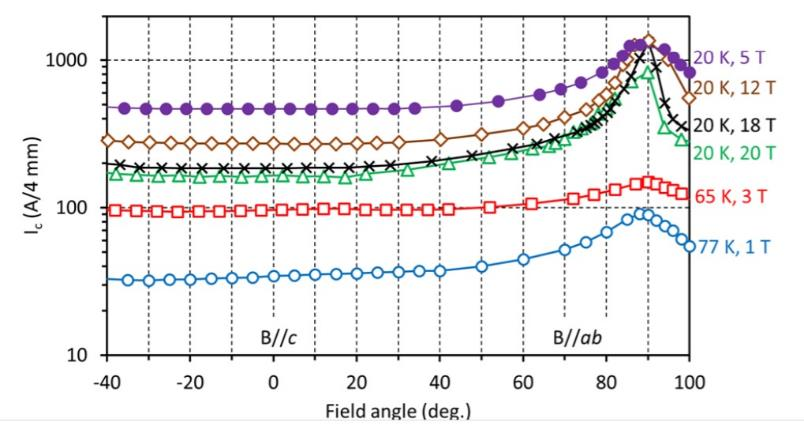 1000
100
10
I_c (A/4 mm)
20 K, 5 T
20 K, 12 T
20 K, 18 T
20 K, 20 T
65 K, 3 T
77 K, 1 T
B//c
B//ab
-40 -20 0 20 40 60 80 100
Field angle (deg.)